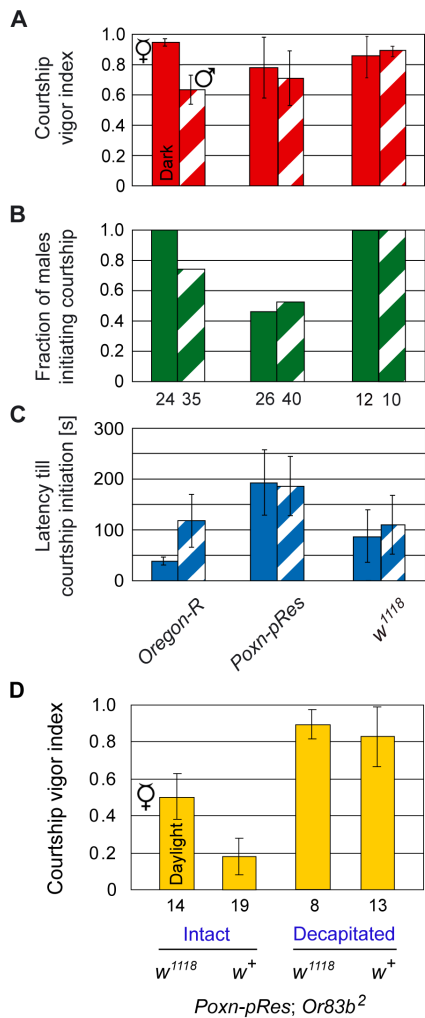 A
Courtship
vigor index
1.0
0.8
0.6
0.4
0.2
0
☿
♂
Dark
B
Fraction of males
initiating courtship
1.0
0.8
0.6
0.4
0.2
0
24 35 26 40 12 10
C
Latency till
courtship initiation [s]
300
200
100
0
Oregon-R
Poxn-pRes
w¹¹¹⁸
D
Courtship vigor index
1.0
0.8
0.6
0.4
0.2
0
☿
Daylight
14 19 8 13
Intact Decapitated
w¹¹¹⁸ w⁺ w¹¹¹⁸ w⁺
Poxn-pRes; Or83b²